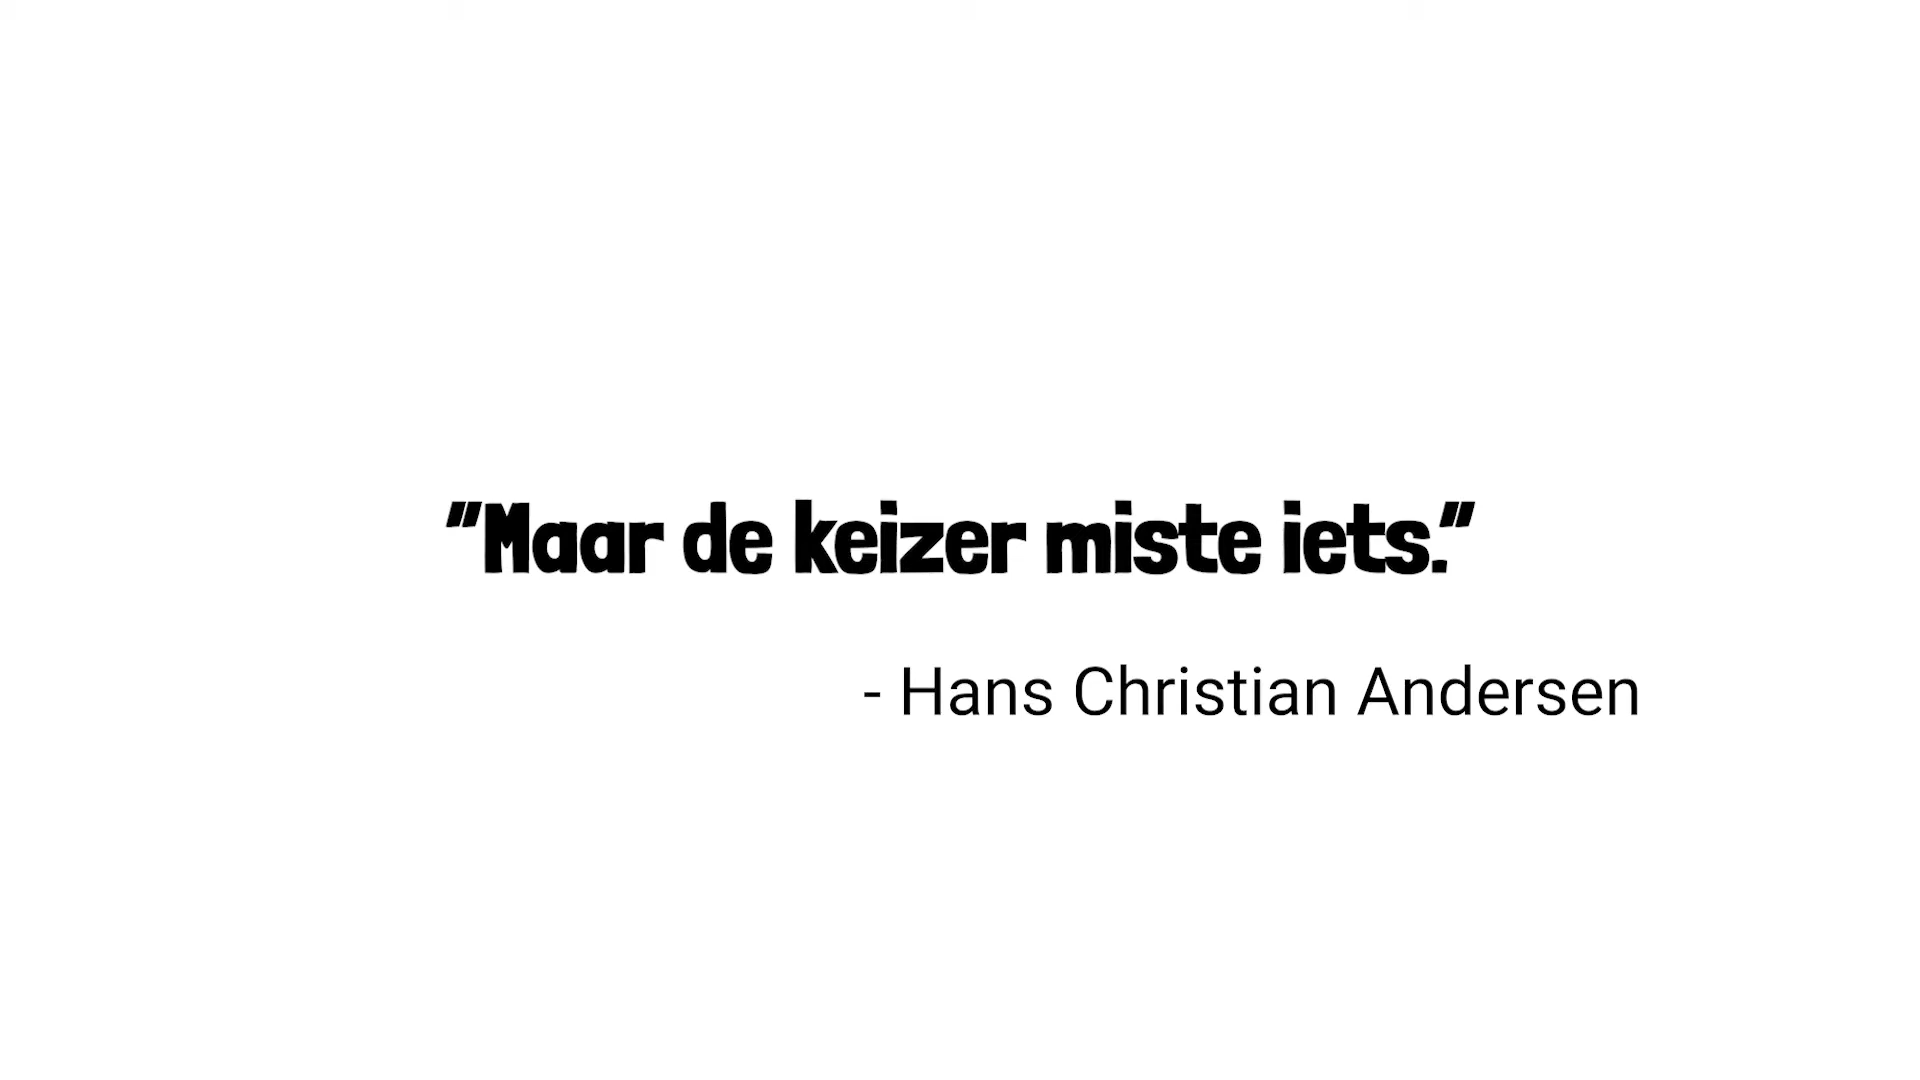 "Maar de keizer miste iets."
- Hans Christian Andersen